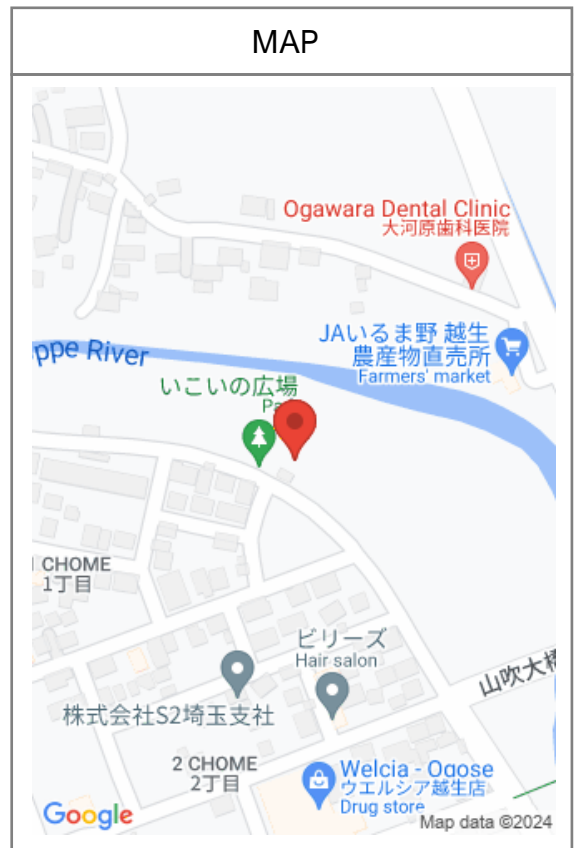 MAP
Ogawara Dental Clinic
大河原歯科医院
JAいるま野 越生
農産物直売所
Farmers' market
ppe River
いこいの広場
1 CHOME
1丁目
ビリーズ
Hair salon
山吹大橋
株式会社S2埼玉支社
2 CHOME
2丁目
Welcia - Ogose
ウエルシア越生店
Drug store
Google
Map data ©2024